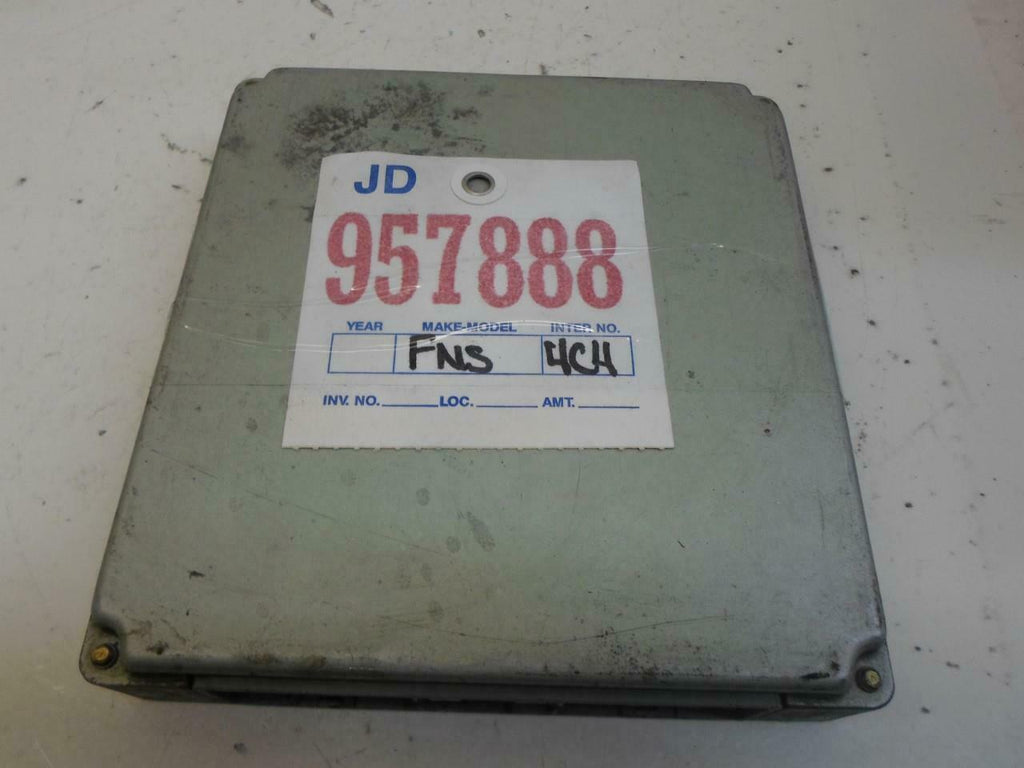 JD
957888
YEAR MAKE-MODEL INTER. NO.
FNS 4C4
INV. NO. LOC. AMT.